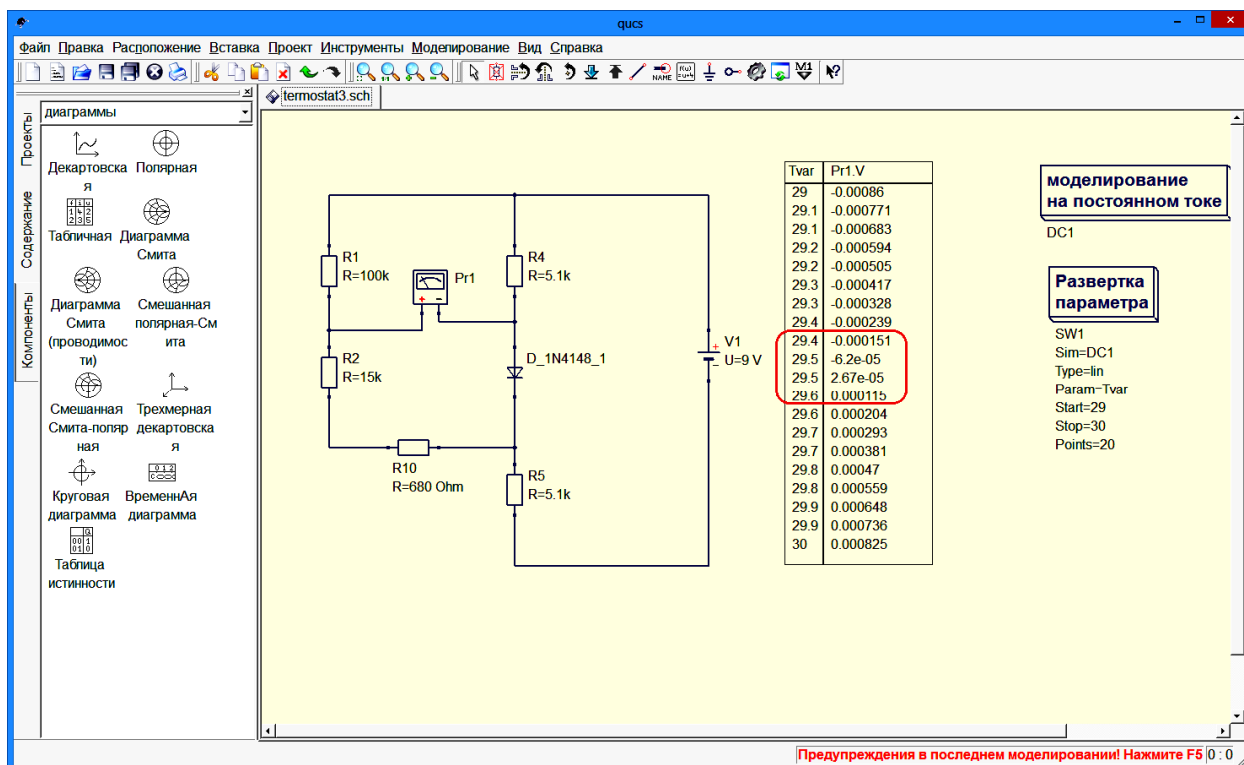 qucs
Файл Правка Расположение Вставка Проект Инструменты Моделирование Вид Справка
NAME
M1
termostat3.sch
Проекты
Содержание
Компоненты
диаграммы
Декартовска
я
Полярная
Табличная
Диаграмма
Смита
Диаграмма
Смита
(проводимос
ти)
Смешанная
полярная-См
ита
Смешанная
Смита-поляр
ная
Трехмерная
декартовска
я
Круговая
диаграмма
ВременнАя
диаграмма
Таблица
истинности
R1
R=100k
Pr1
R4
R=5.1k
R2
R=15k
D_1N4148_1
V1
U=9 V
R10
R=680 Ohm
R5
R=5.1k
Tvar Pr1.V
29 -0.00086
29.1 -0.000771
29.1 -0.000683
29.2 -0.000594
29.2 -0.000505
29.3 -0.000417
29.3 -0.000328
29.4 -0.000239
29.4 -0.000151
29.5 -6.2e-05
29.5 2.67e-05
29.6 0.000115
29.6 0.000204
29.7 0.000293
29.7 0.000381
29.8 0.00047
29.8 0.000559
29.9 0.000648
29.9 0.000736
30 0.000825
моделирование
на постоянном токе
DC1
Развертка
параметра
SW1
Sim=DC1
Type=lin
Param=Tvar
Start=29
Stop=30
Points=20
Предупреждения в последнем моделировании! Нажмите F5
0 : 0